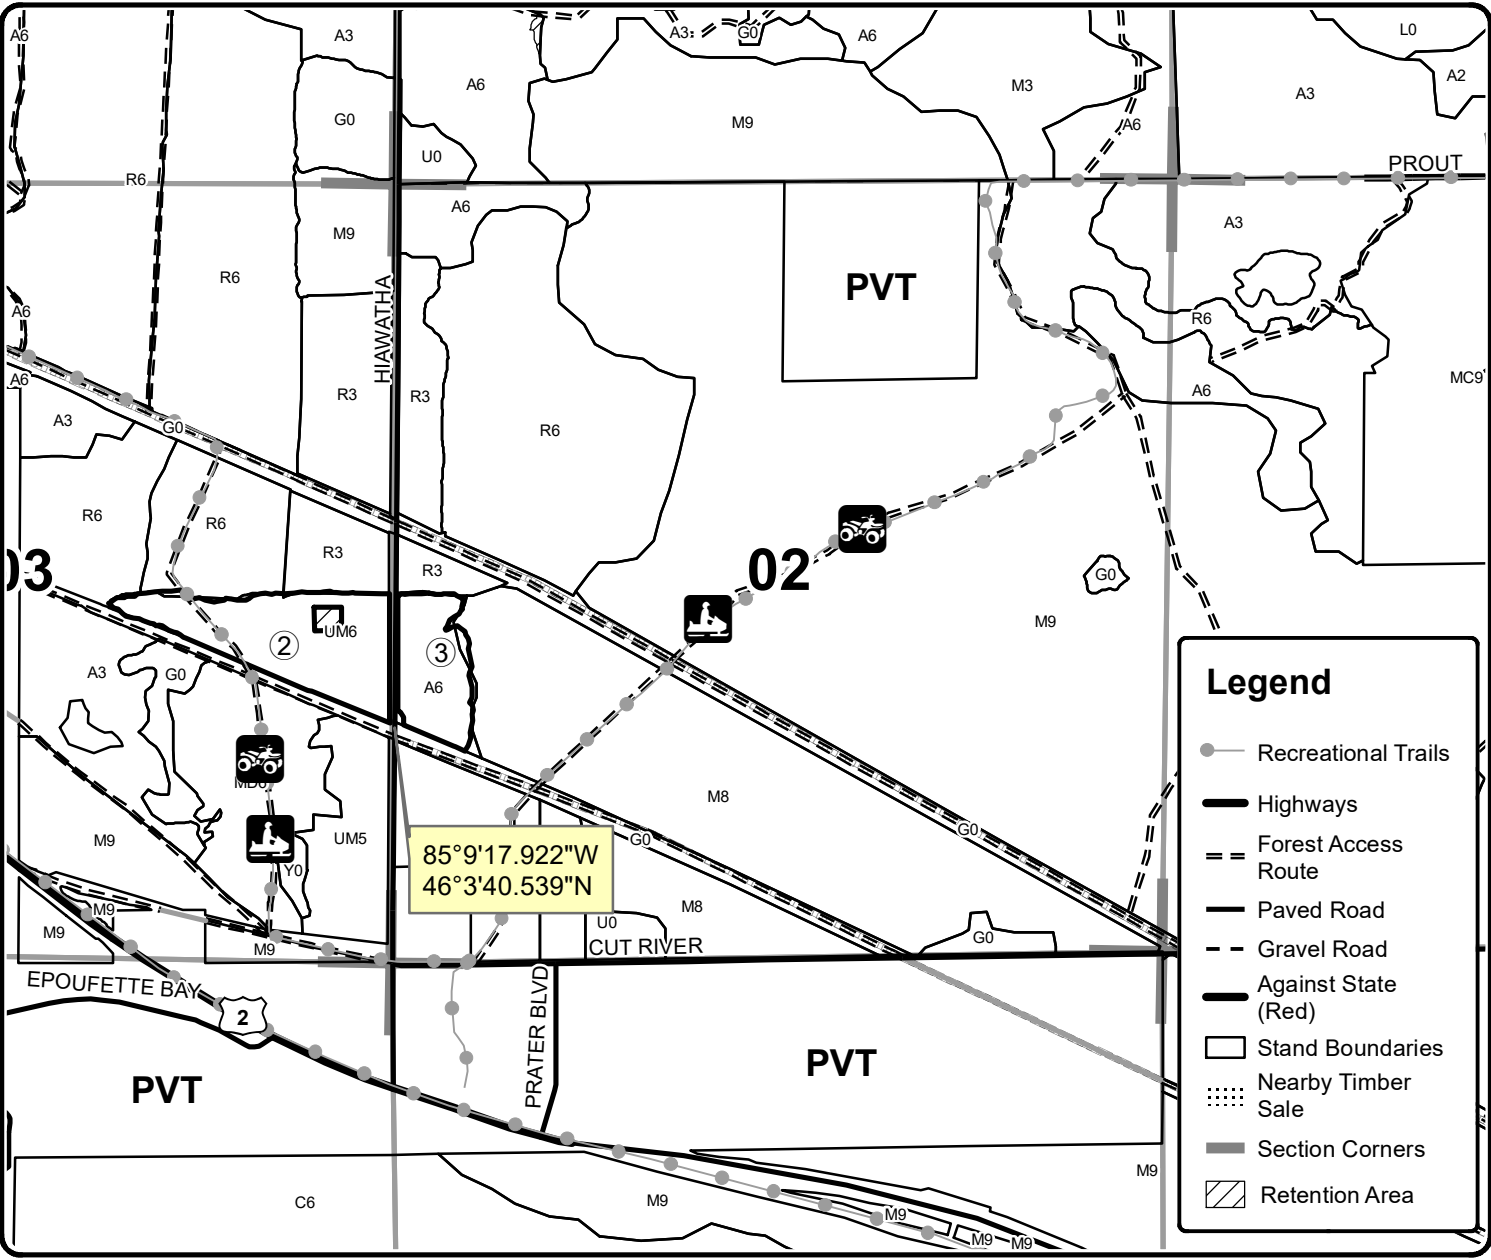 A6
A3
A3
G0
A6
L0
A6
M3
A2
A3
G0
M9
A6
U0
PROUT
R6
A6
M9
A3
R6
PVT
HIAWATHA
A6
R6
A6
R3
R3
A6
MC9
A3
G0
R6
R6
R6
R3
R3
03
02
G0
M9
UM6
2
3
A3
G0
A6
MD6
M8
UM5
M9
G0
G0
Y0
85°9'17.922"W
46°3'40.539"N
M9
M9
M9
U0
M8
G0
CUT RIVER
EPOUFETTE BAY
2
PRATER BLVD
PVT
PVT
M9
C6
M9
M9
M9
M9
Legend
Recreational Trails
Highways
Forest Access
Route
Paved Road
Gravel Road
Against State
(Red)
Stand Boundaries
Nearby Timber
Sale
Section Corners
Retention Area